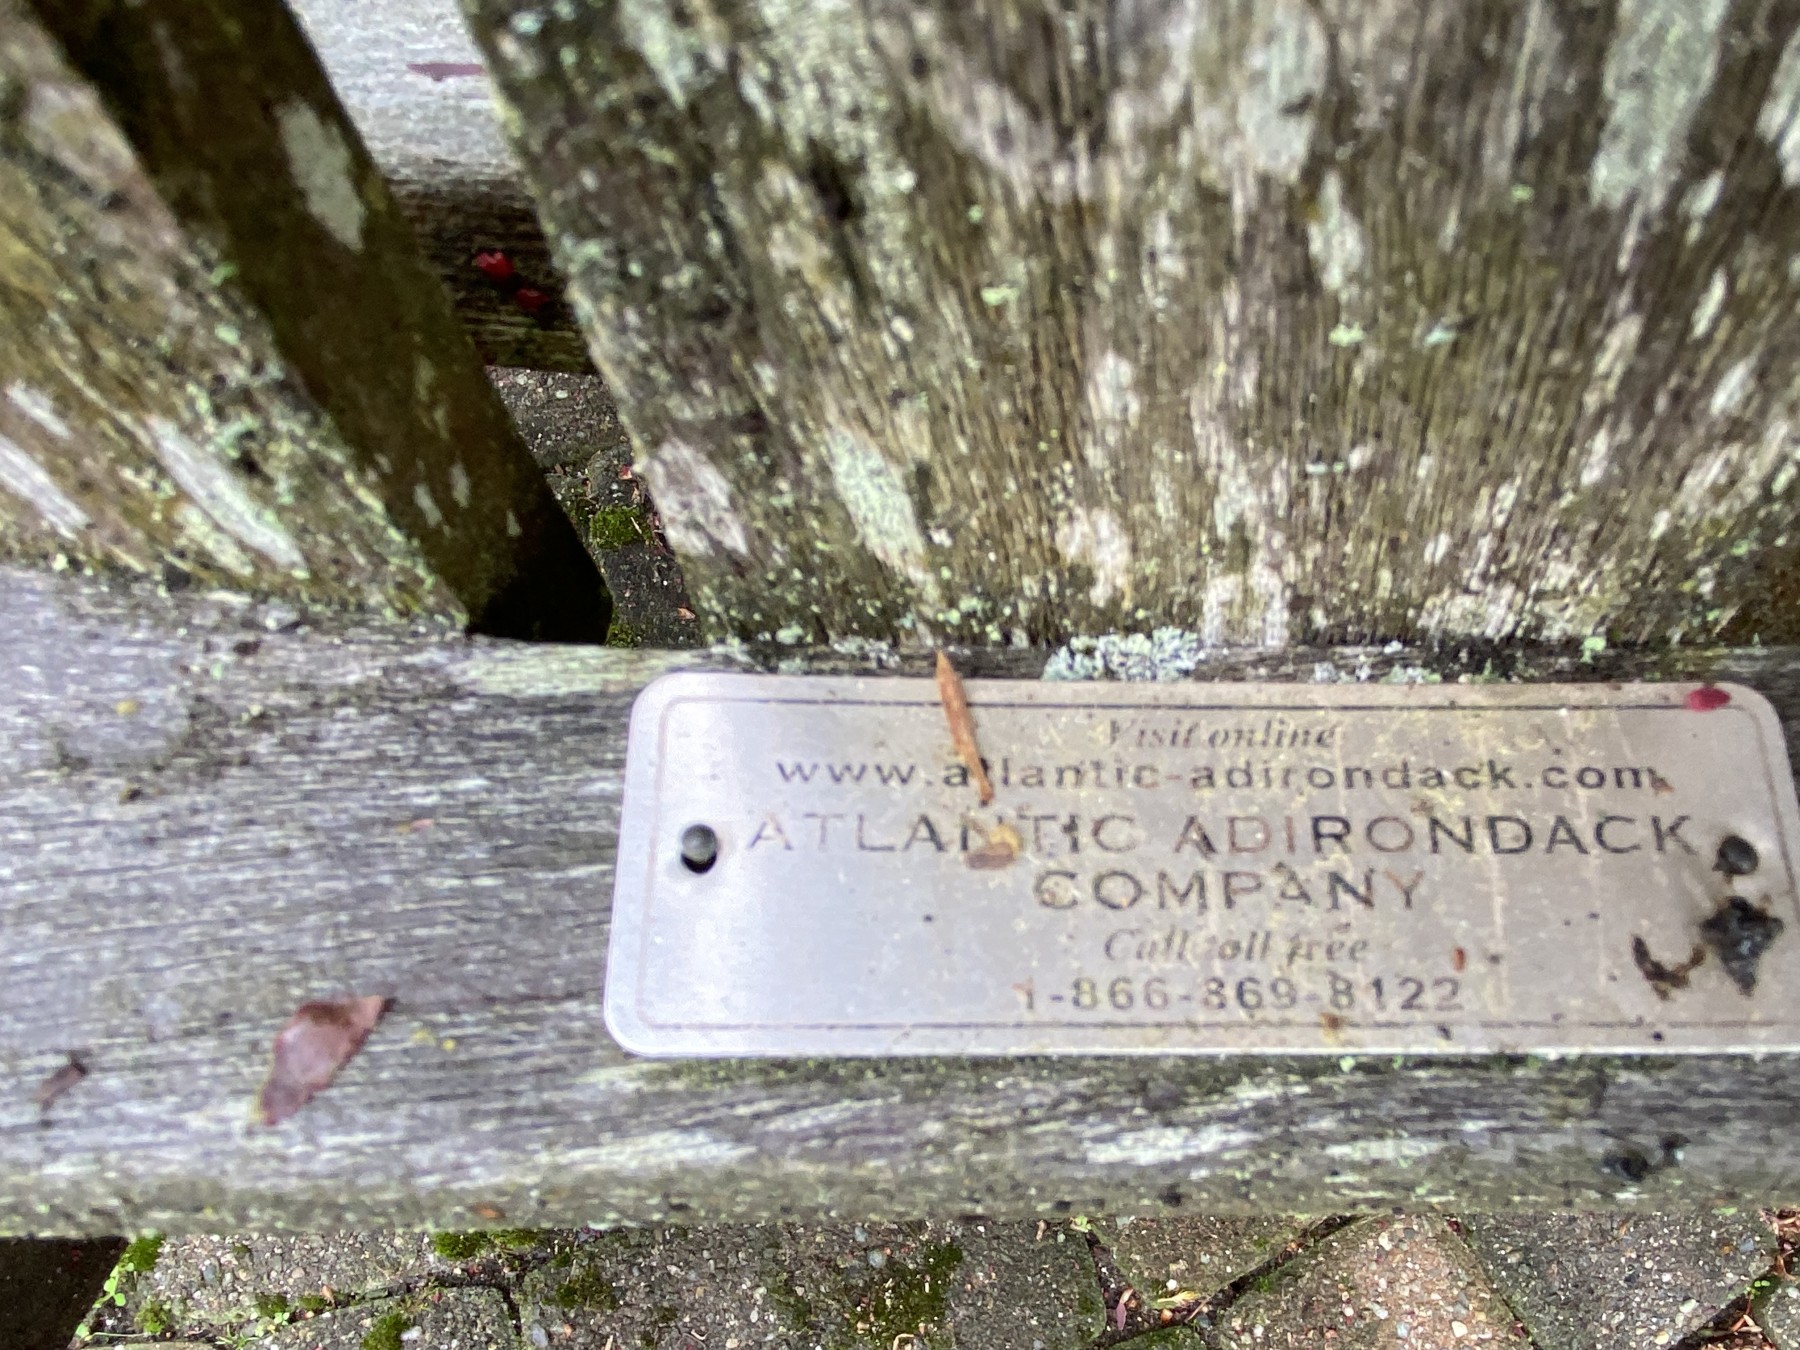 Visit online
www.atlantic-adirondack.com
ATLANTIC ADIRONDACK
COMPANY
Call toll free
1-866-869-8122